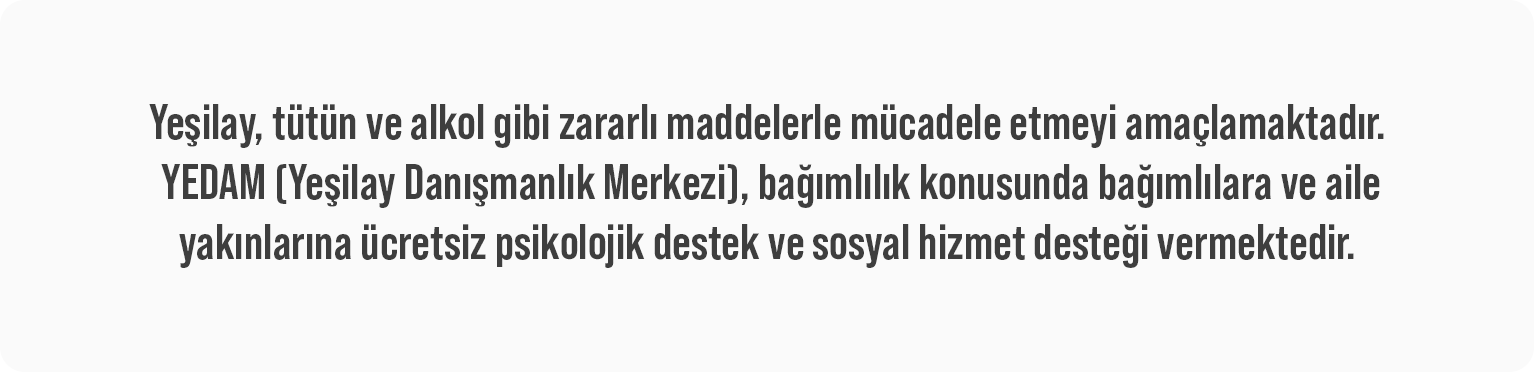 Yeşilay, tütün ve alkol gibi zararlı maddelerle mücadele etmeyi amaçlamaktadır.
YEDAM (Yeşilay Danışmanlık Merkezi), bağımlılık konusunda bağımlılara ve aile
yakınlarına ücretsiz psikolojik destek ve sosyal hizmet desteği vermektedir.